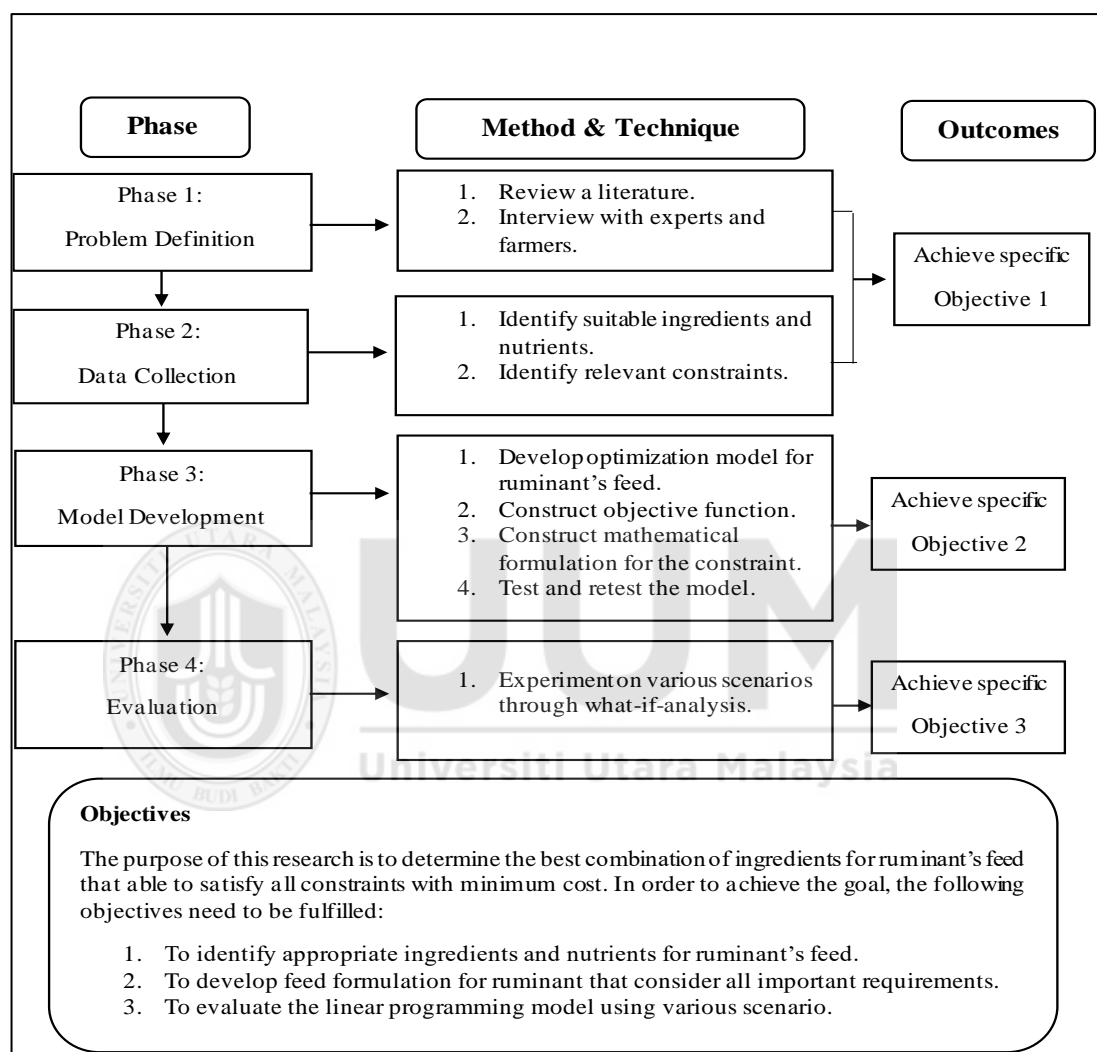 Phase
Method & Technique
Outcomes
Phase 1:
Problem Definition
1. Review a literature.
2. Interview with experts and
farmers.
Achieve specific
Objective 1
Phase 2:
Data Collection
1. Identify suitable ingredients and
nutrients.
2. Identify relevant constraints.
Phase 3:
Model Development
1. Develop optimization model for
ruminant's feed.
2. Construct objective function.
3. Construct mathematical
formulation for the constraint.
4. Test and retest the model.
Achieve specific
Objective 2
Phase 4:
Evaluation
1. Experiment on various scenarios
through what-if-analysis.
Achieve specific
Objective 3
UNIVERSITI UTARA MALAYSIA
ILMU BUDI BAKTI
UUM
Universiti Utara Malaysia
Objectives
The purpose of this research is to determine the best combination of ingredients for ruminant's feed
that able to satisfy all constraints with minimum cost. In order to achieve the goal, the following
objectives need to be fulfilled:
1. To identify appropriate ingredients and nutrients for ruminant's feed.
2. To develop feed formulation for ruminant that consider all important requirements.
3. To evaluate the linear programming model using various scenario.